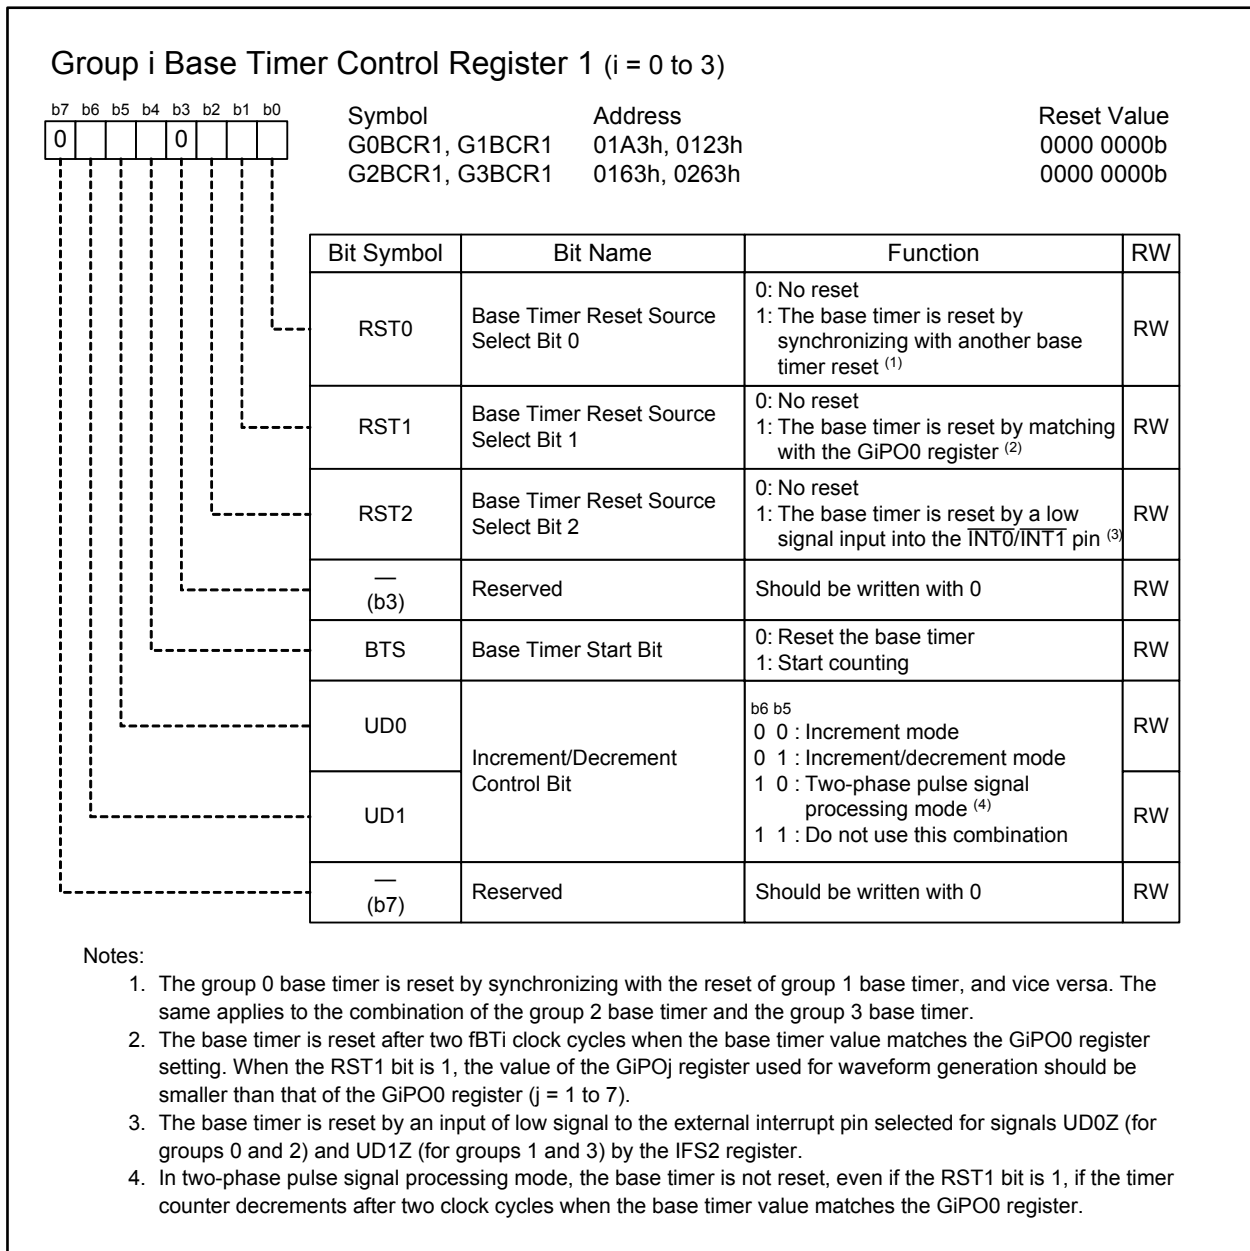 Group i Base Timer Control Register 1 (i = 0 to 3)
b7 b6 b5 b4 b3 b2 b1 b0
0 0
Symbol Address Reset Value
G0BCR1, G1BCR1 01A3h, 0123h 0000 0000b
G2BCR1, G3BCR1 0163h, 0263h 0000 0000b
Bit Symbol Bit Name Function RW
RST0
Base Timer Reset Source
Select Bit 0
0: No reset
1: The base timer is reset by
synchronizing with another base
timer reset (1)
RW
RST1
Base Timer Reset Source
Select Bit 1
0: No reset
1: The base timer is reset by matching
with the GiPO0 register (2)
RW
RST2
Base Timer Reset Source
Select Bit 2
0: No reset
1: The base timer is reset by a low
signal input into the INT0/INT1 pin (3)
RW
—
(b3)
Reserved
Should be written with 0
RW
BTS
Base Timer Start Bit
0: Reset the base timer
1: Start counting
RW
UD0
UD1
Increment/Decrement
Control Bit
b6 b5
0 0 : Increment mode
0 1 : Increment/decrement mode
1 0 : Two-phase pulse signal
processing mode (4)
1 1 : Do not use this combination
RW
RW
—
(b7)
Reserved
Should be written with 0
RW
Notes:
1. The group 0 base timer is reset by synchronizing with the reset of group 1 base timer, and vice versa. The
same applies to the combination of the group 2 base timer and the group 3 base timer.
2. The base timer is reset after two fBTi clock cycles when the base timer value matches the GiPO0 register
setting. When the RST1 bit is 1, the value of the GiPOj register used for waveform generation should be
smaller than that of the GiPO0 register (j = 1 to 7).
3. The base timer is reset by an input of low signal to the external interrupt pin selected for signals UD0Z (for
groups 0 and 2) and UD1Z (for groups 1 and 3) by the IFS2 register.
4. In two-phase pulse signal processing mode, the base timer is not reset, even if the RST1 bit is 1, if the timer
counter decrements after two clock cycles when the base timer value matches the GiPO0 register.